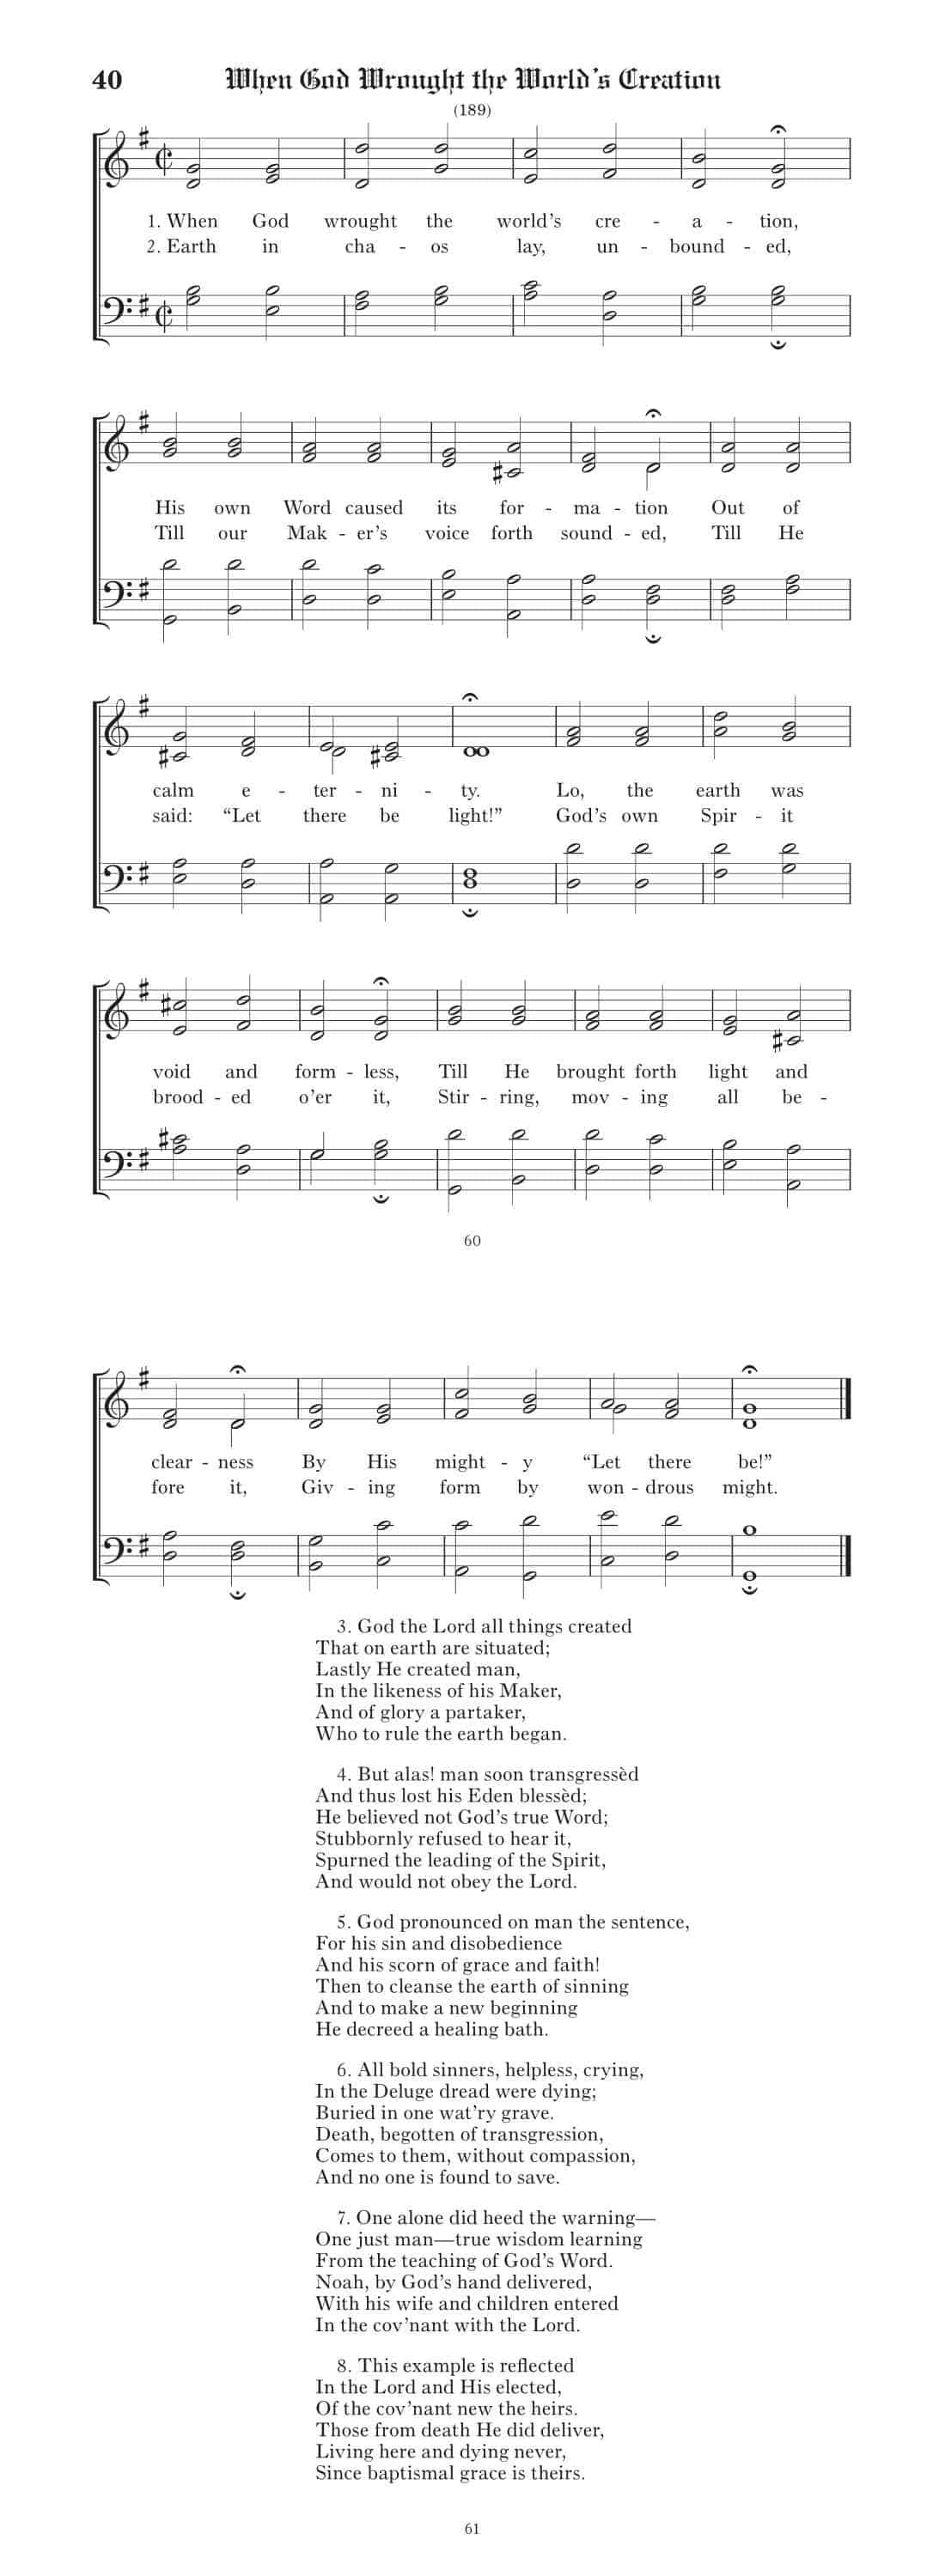 40 When God Wrought the World’s Creation
(189)
1. When God wrought the world’s cre - a - tion,
2. Earth in cha - os lay, un - bound - ed,
His own Word caused its for - ma - tion Out of
Till our Mak - er’s voice forth sound - ed, Till He
calm e - ter - ni - ty. Lo, the earth was
said: “Let there be light!” God’s own Spir - it
void and form - less, Till He brought forth light and
brood - ed o’er it, Stir - ring, mov - ing all be -
60
clear - ness By His might - y “Let there be!”
fore it, Giv - ing form by won - drous might.
3. God the Lord all things created
That on earth are situated;
Lastly He created man,
In the likeness of his Maker,
And of glory a partaker,
Who to rule the earth began.
4. But alas! man soon transgressèd
And thus lost his Eden blessèd;
He believed not God’s true Word;
Stubbornly refused to hear it,
Spurned the leading of the Spirit,
And would not obey the Lord.
5. God pronounced on man the sentence,
For his sin and disobedience
And his scorn of grace and faith!
Then to cleanse the earth of sinning
And to make a new beginning
He decreed a healing bath.
6. All bold sinners, helpless, crying,
In the Deluge dread were dying;
Buried in one wat’ry grave.
Death, begotten of transgression,
Comes to them, without compassion,
And no one is found to save.
7. One alone did heed the warning—
One just man—true wisdom learning
From the teaching of God’s Word.
Noah, by God’s hand delivered,
With his wife and children entered
In the cov’nant with the Lord.
8. This example is reflected
In the Lord and His elected,
Of the cov’nant new the heirs.
Those from death He did deliver,
Living here and dying never,
Since baptismal grace is theirs.
61